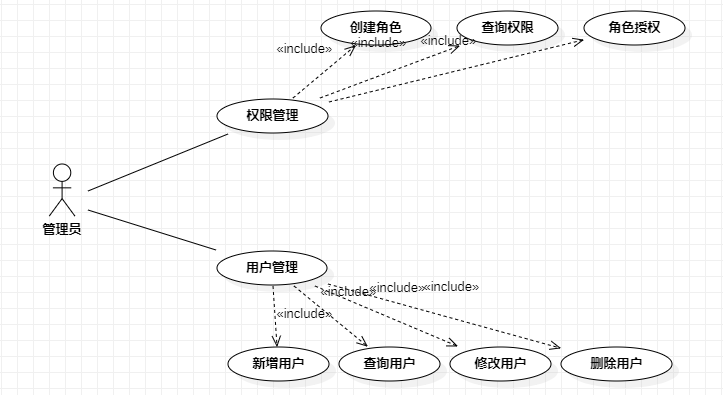 创建角色
查询权限
角色授权
«include»
«include»
«include»
权限管理
管理员
用户管理
«include»
«include»
«include»
«include»
新增用户
查询用户
修改用户
删除用户